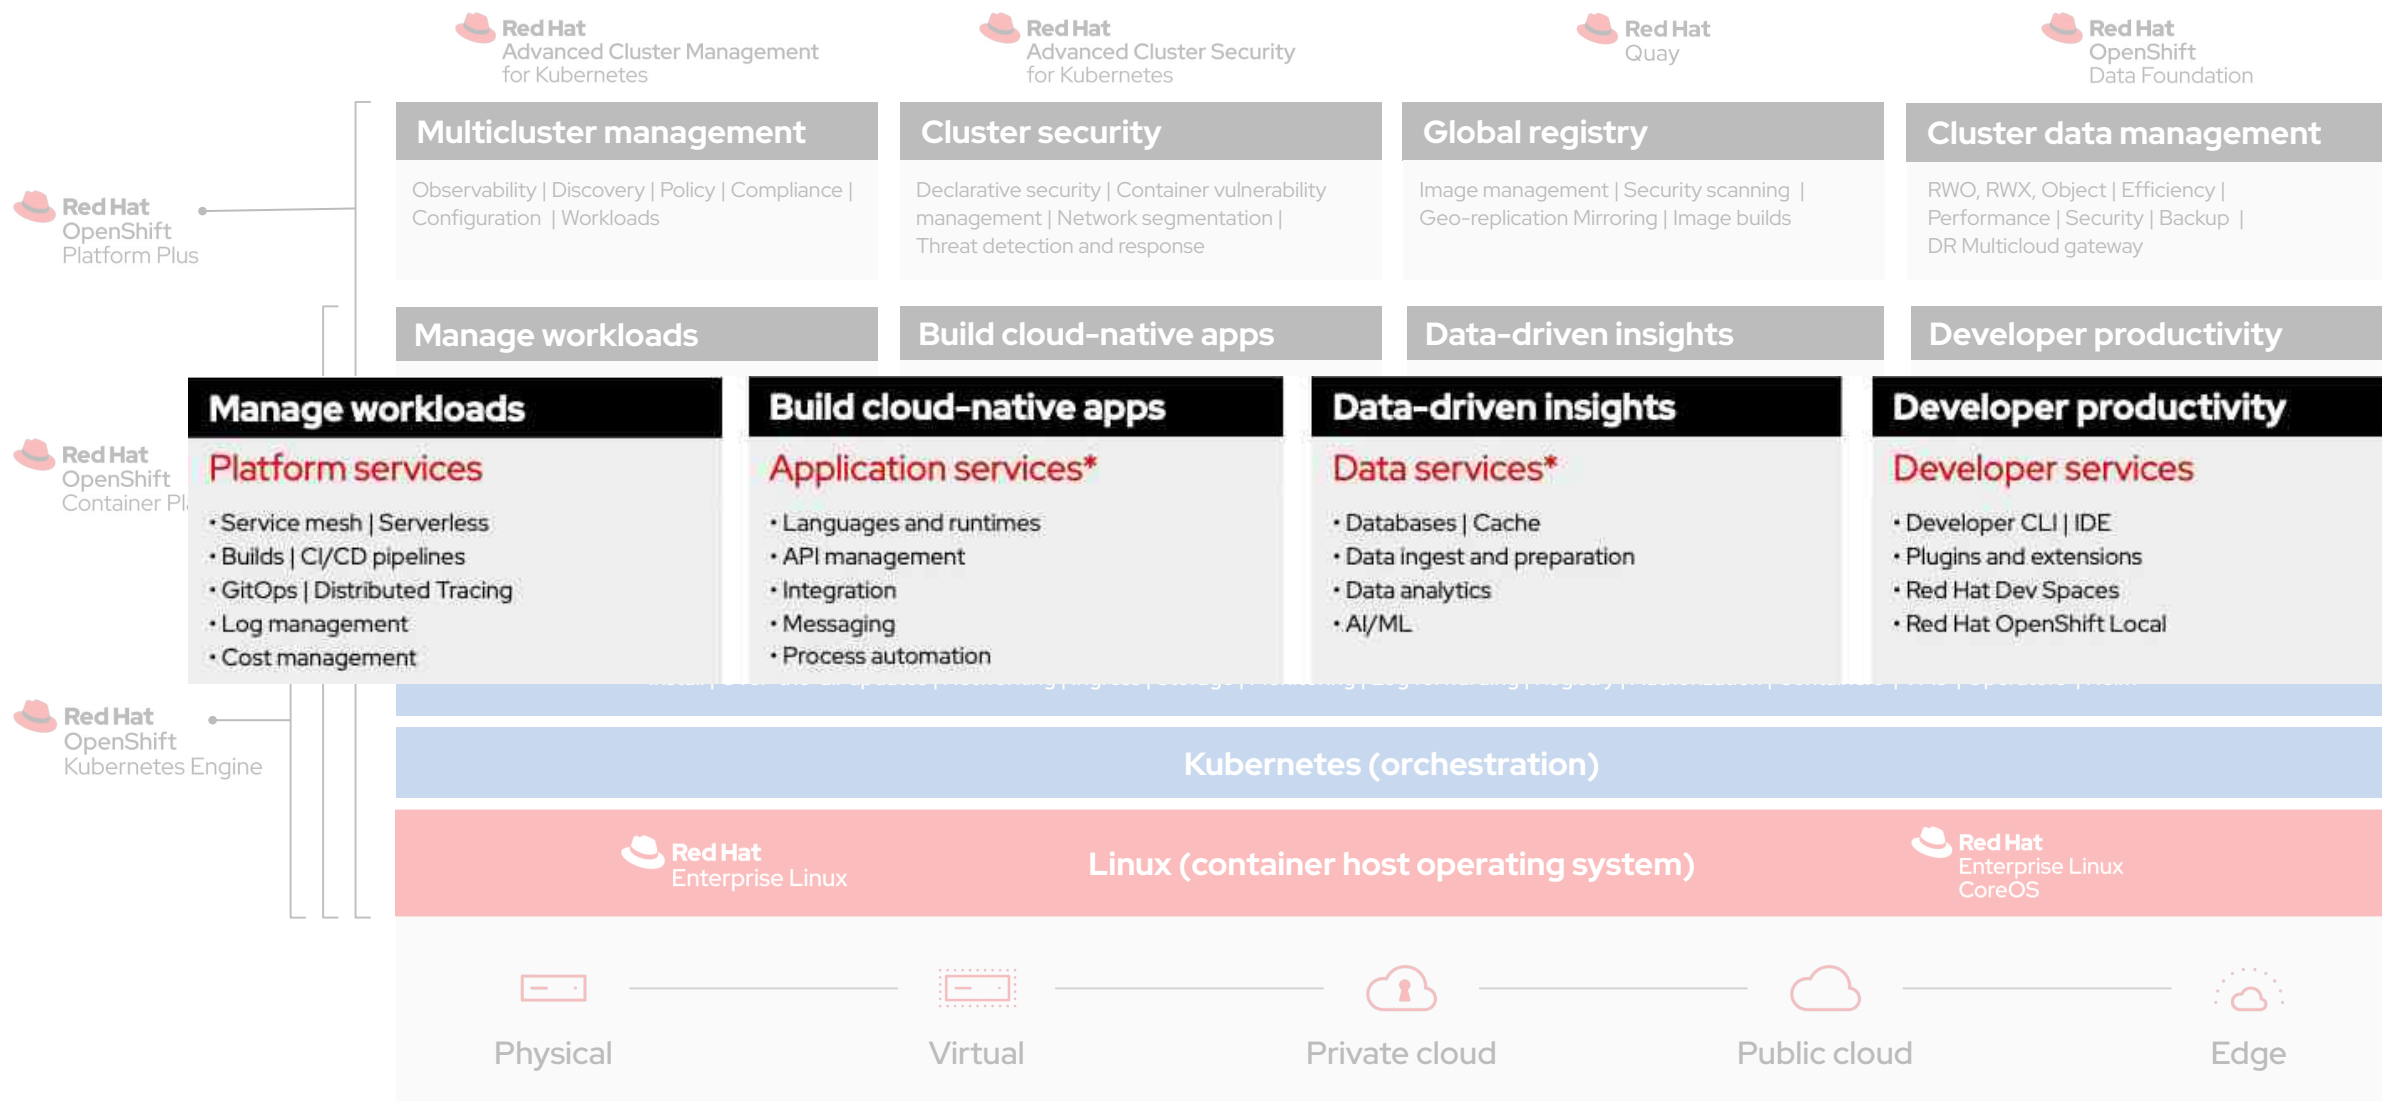 Red Hat
Advanced Cluster Management
for Kubernetes
Red Hat
Advanced Cluster Security
for Kubernetes
Red Hat
Quay
Red Hat
OpenShift
Data Foundation
Multicluster management
Observability | Discovery | Policy | Compliance |
Configuration | Workloads
Cluster security
Declarative security | Container vulnerability
management | Network segmentation |
Threat detection and response
Global registry
Image management | Security scanning |
Geo-replication Mirroring | Image builds
Cluster data management
RWO, RWX, Object | Efficiency |
Performance | Security | Backup |
DR Multicloud gateway
Red Hat
OpenShift
Platform Plus
Manage workloads
Build cloud-native apps
Data-driven insights
Developer productivity
Red Hat
OpenShift
Container
Manage workloads
Platform services
• Service mesh | Serverless
• Builds | CI/CD pipelines
• GitOps | Distributed Tracing
• Log management
• Cost management
Build cloud-native apps
Application services*
• Languages and runtimes
• API management
• Integration
• Messaging
• Process automation
Data-driven insights
Data services*
• Databases | Cache
• Data ingest and preparation
• Data analytics
• AI/ML
Developer productivity
Developer services
• Developer CLI | IDE
• Plugins and extensions
• Red Hat Dev Spaces
• Red Hat OpenShift Local
Red Hat
OpenShift
Kubernetes Engine
Kubernetes (orchestration)
Red Hat
Enterprise Linux
Linux (container host operating system)
Red Hat
Enterprise Linux
CoreOS
Physical
Virtual
Private cloud
Public cloud
Edge